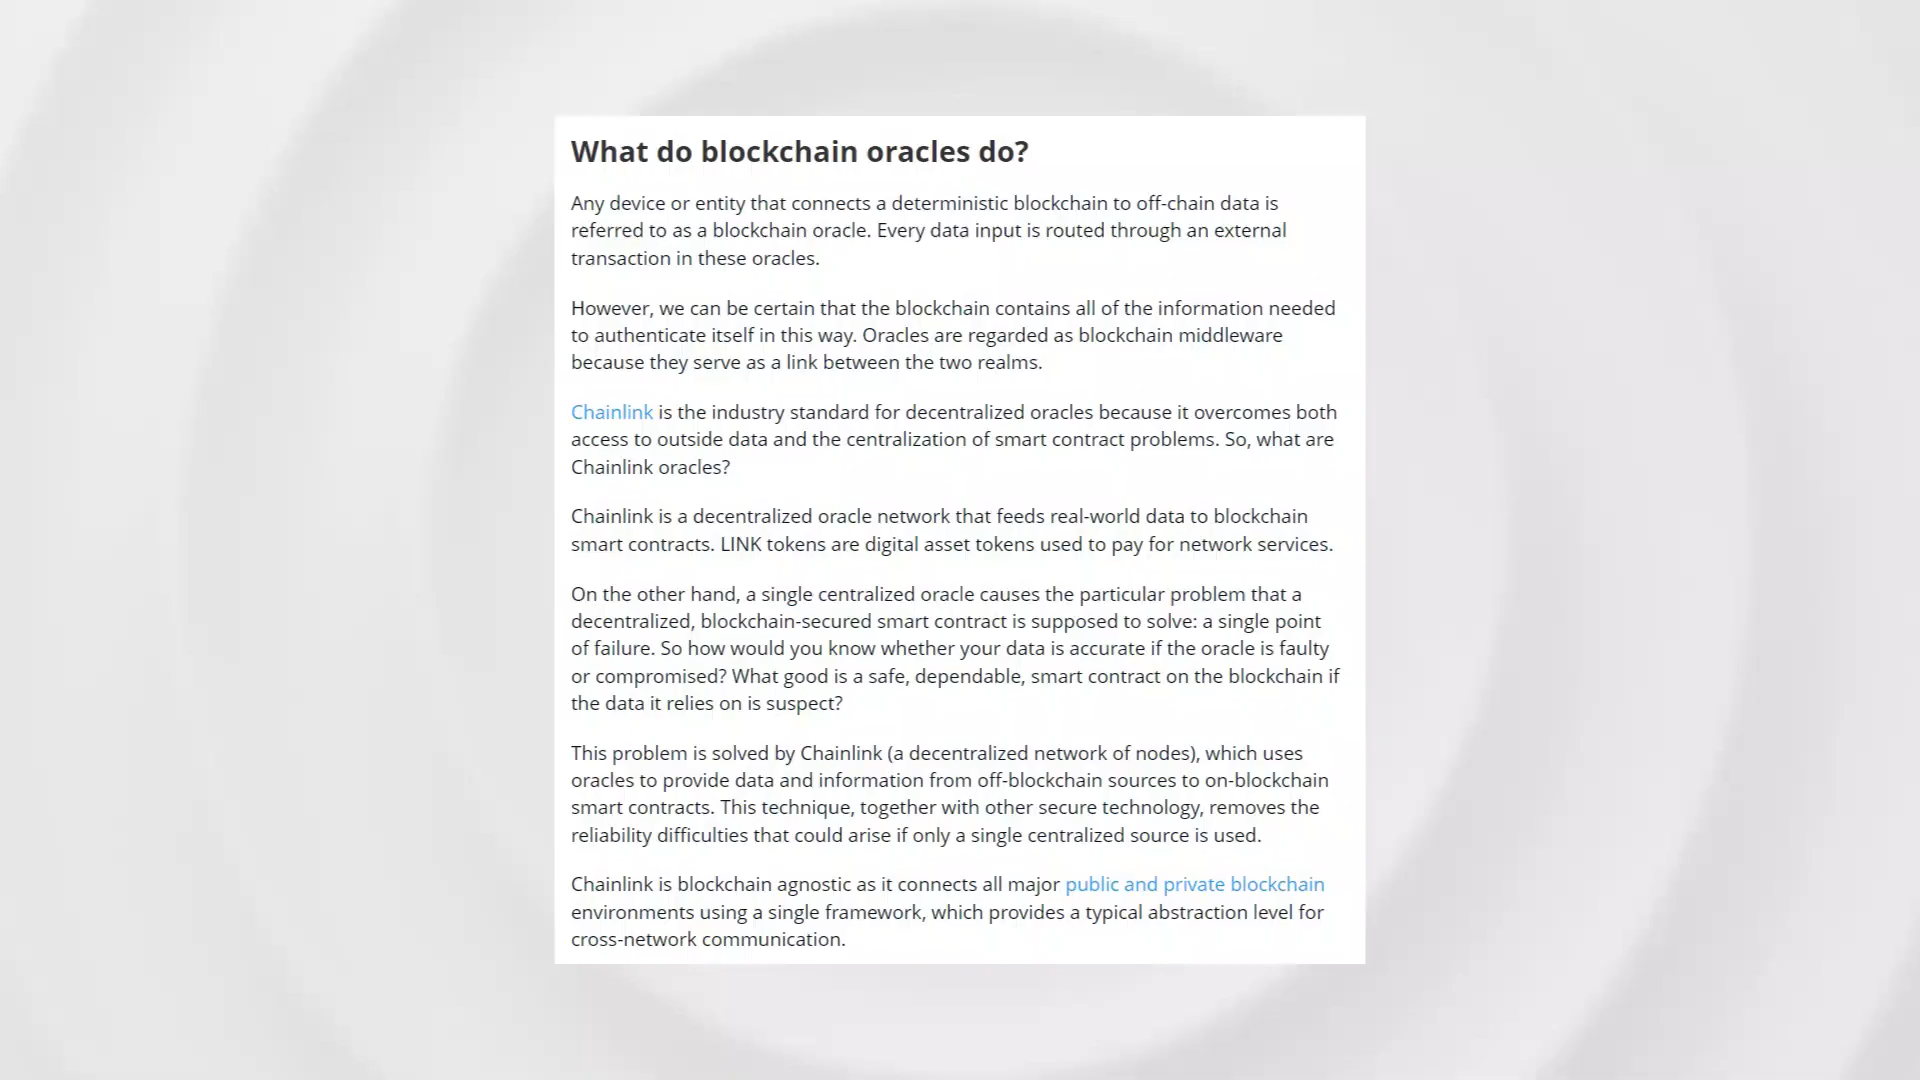 What do blockchain oracles do?
Any device or entity that connects a deterministic blockchain to off-chain data is
referred to as a blockchain oracle. Every data input is routed through an external
transaction in these oracles.
However, we can be certain that the blockchain contains all of the information needed
to authenticate itself in this way. Oracles are regarded as blockchain middleware
because they serve as a link between the two realms.
Chainlink is the industry standard for decentralized oracles because it overcomes both
access to outside data and the centralization of smart contract problems. So, what are
Chainlink oracles?
Chainlink is a decentralized oracle network that feeds real-world data to blockchain
smart contracts. LINK tokens are digital asset tokens used to pay for network services.
On the other hand, a single centralized oracle causes the particular problem that a
decentralized, blockchain-secured smart contract is supposed to solve: a single point
of failure. So how would you know whether your data is accurate if the oracle is faulty
or compromised? What good is a safe, dependable, smart contract on the blockchain if
the data it relies on is suspect?
This problem is solved by Chainlink (a decentralized network of nodes), which uses
oracles to provide data and information from off-blockchain sources to on-blockchain
smart contracts. This technique, together with other secure technology, removes the
reliability difficulties that could arise if only a single centralized source is used.
Chainlink is blockchain agnostic as it connects all major public and private blockchain
environments using a single framework, which provides a typical abstraction level for
cross-network communication.